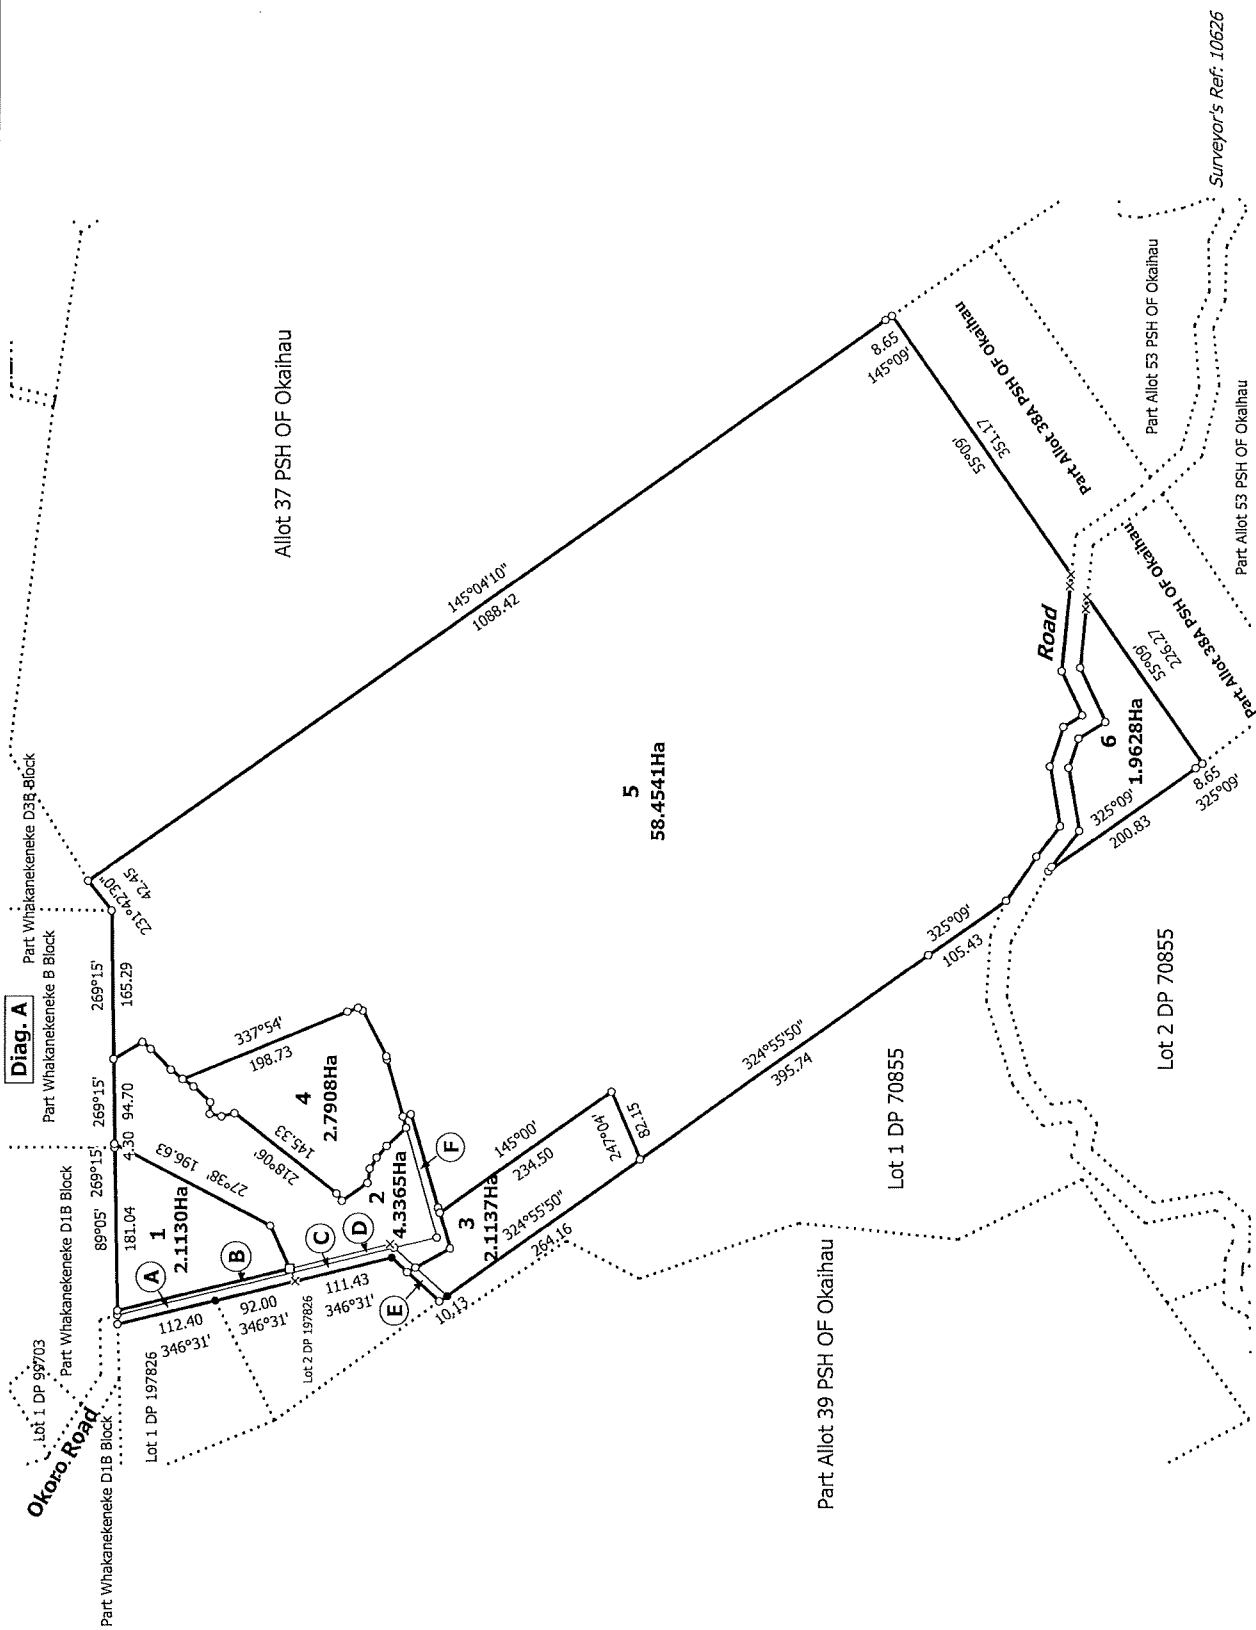 Diag. A
Part Whakanekeneke D3B Block
Part Whakanekeneke B Block
Part Whakanekeneke D1B Block
Lot 1 DP 99703
Okoro Road
Part Whakanekeneke D1B Block
Lot 1 DP 197826
Lot 2 DP 197826
231°42'30"
42.45
269°15'
165.29
269°15'
94.70
269°15'
4.30
89°05'
181.04
27°38'
196.63
1
2.1130Ha
A
B
C
D
E
F
112.40
346°31'
92.00
346°31'
111.43
346°31'
10.13
218°06'
145.33
337°54'
198.73
4
2.7908Ha
2
4.3365Ha
3
2.1137Ha
145°00'
234.50
247°04'
82.15
324°55'50"
264.16
324°55'50"
395.74
325°09'
105.43
5
58.4541Ha
145°04'10"
1088.42
Allot 37 PSH OF Okaihau
8.65
145°09'
55°09'
351.17
Part Allot 38A PSH OF Okaihau
Road
6
1.9628Ha
325°09'
200.83
8.65
325°09'
55°09'
226.27
Part Allot 38A PSH OF Okaihau
Part Allot 53 PSH OF Okaihau
Part Allot 53 PSH OF Okaihau
Lot 2 DP 70855
Lot 1 DP 70855
Part Allot 39 PSH OF Okaihau
Surveyor's Ref: 10626